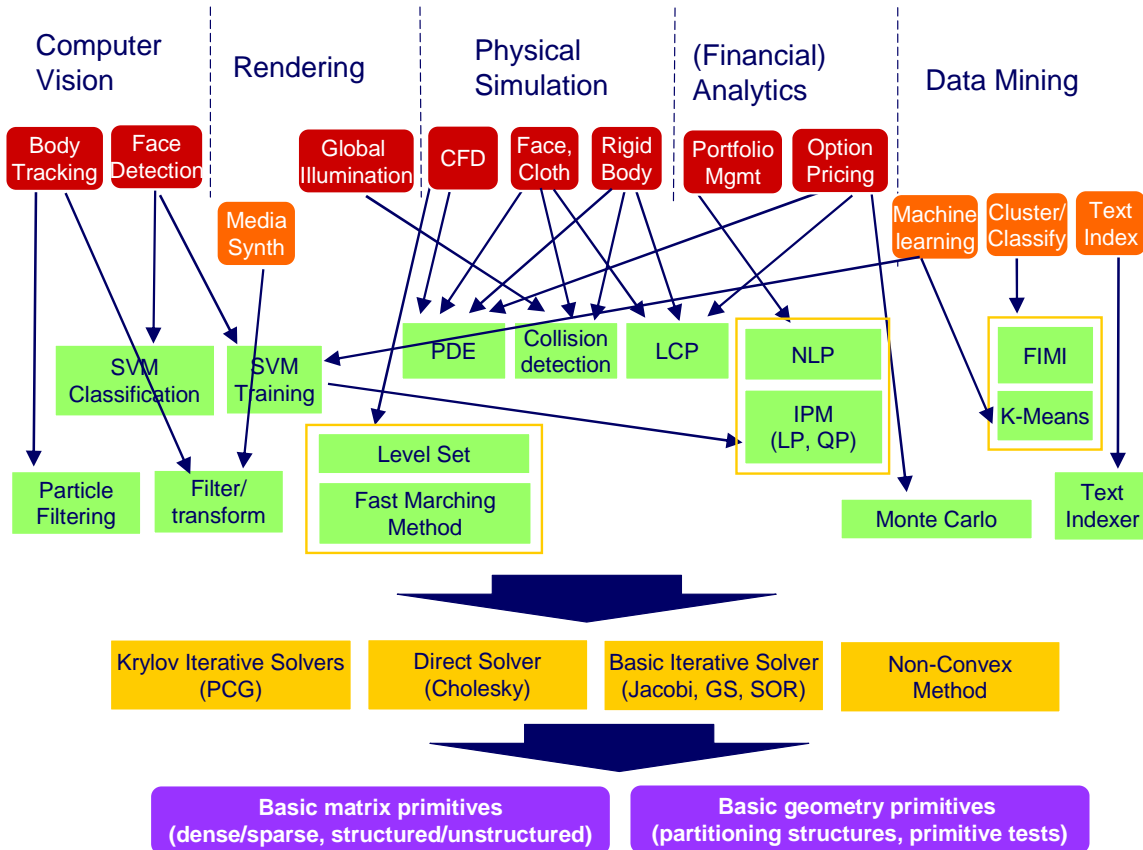 Computer
Vision
Rendering
Physical
Simulation
(Financial)
Analytics
Data Mining
Body
Tracking
Face
Detection
Global
Illumination
CFD
Face,
Cloth
Rigid
Body
Portfolio
Mgmt
Option
Pricing
Media
Synth
Machine
learning
Cluster/
Classify
Text
Index
SVM
Classification
SVM
Training
PDE
Collision
detection
LCP
NLP
IPM
(LP, QP)
FIMI
K-Means
Level Set
Fast Marching
Method
Particle
Filtering
Filter/
transform
Monte Carlo
Text
Indexer
Krylov Iterative Solvers
(PCG)
Direct Solver
(Cholesky)
Basic Iterative Solver
(Jacobi, GS, SOR)
Non-Convex
Method
Basic matrix primitives
(dense/sparse, structured/unstructured)
Basic geometry primitives
(partitioning structures, primitive tests)